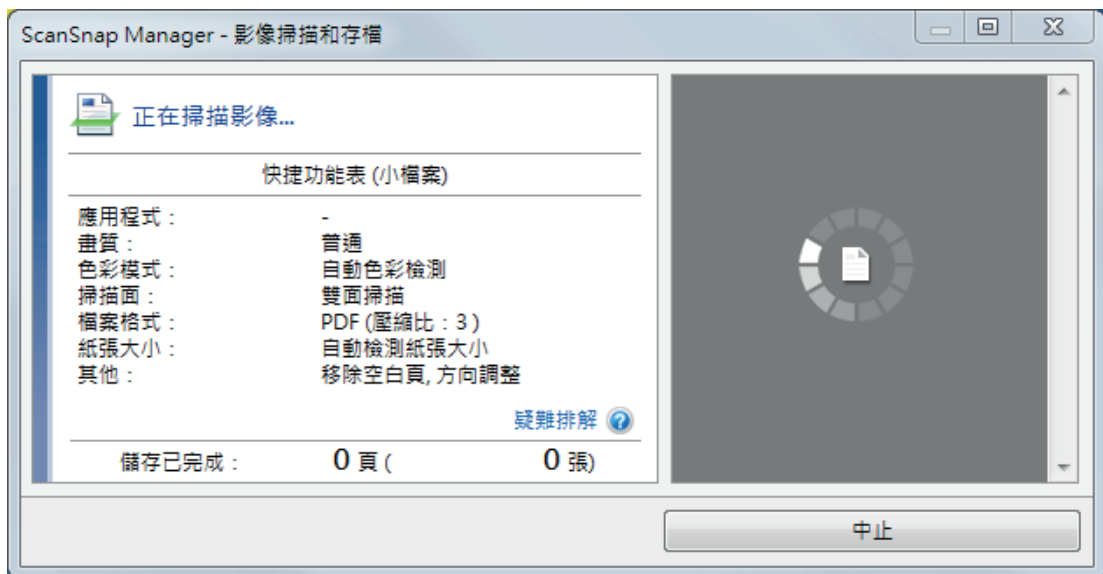 ScanSnap Manager - 影像掃描和存檔
正在掃描影像...
快捷功能表 (小檔案)
應用程式： -
畫質： 普通
色彩模式： 自動色彩檢測
掃描面： 雙面掃描
檔案格式： PDF (壓縮比：3 )
紙張大小： 自動檢測紙張大小
其他： 移除空白頁, 方向調整
疑難排解
儲存已完成： 0 頁 ( 0 張)
中止